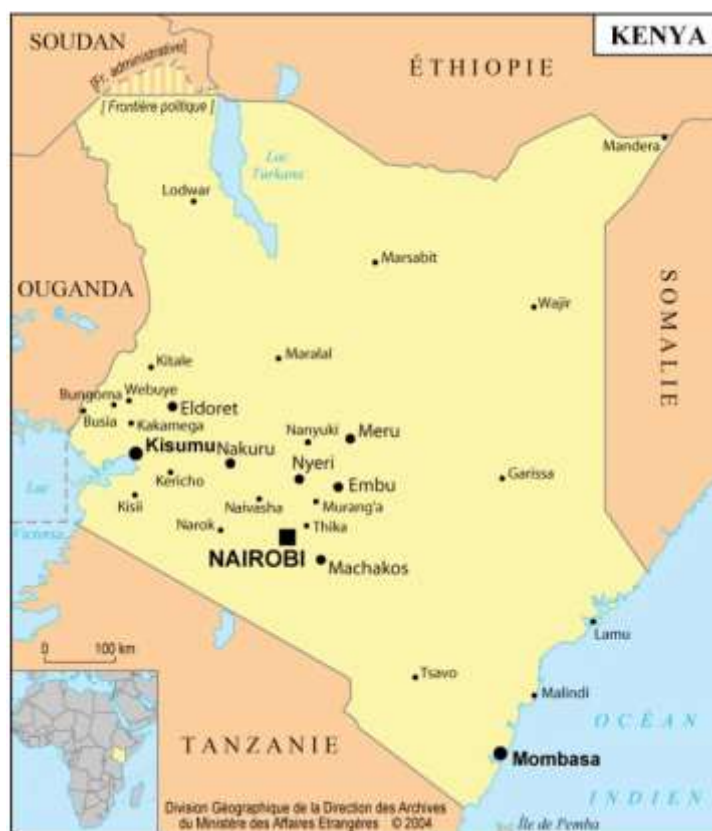 KENYA
SOUDAN
[Fr. administrative]
ÉTHIOPIE
[ Frontière politique ]
Mandera
Lac
Turkana
Lodwar
Marsabit
OUGANDA
Wajir
SOMALIE
Maralal
Kitale
Webuye
Bungoma
Eldoret
Busia
Kakamega
Nanyuki
Meru
Kisumu
Nakuru
Nyeri
Garissa
Kericho
Embu
Lac
Kisii
Naivasha
Murang'a
Victoria
Narok
Thika
NAIROBI
Machakos
Lamu
0 100 km
Tsavo
Malindi
OCÉAN
TANZANIE
Mombasa
INDIEN
Division Géographique de la Direction des Archives
du Ministère des Affaires Etrangères © 2004
Île de Pemba